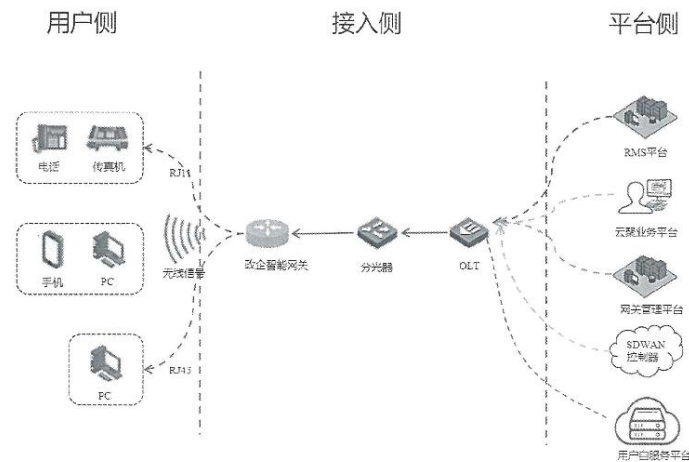 用户侧
接入侧
平台侧
电话
传真机
RJ11
RMS平台
云聚业务平台
手机
PC
无线信号
政企智能网关
分光器
OLT
网关管理平台
SDWAN
控制器
PC
RJ45
用户自服务平台